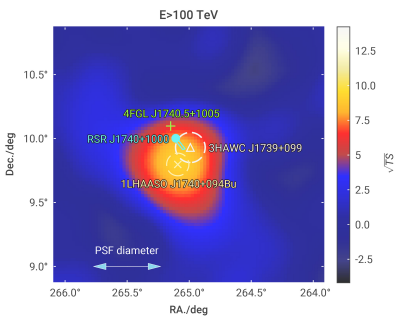 E>100 TeV
12.5
10.5°
4FGL J1740.5+1005
10.0
10.0°
RSR J1740+1000
3HAWC J1739+099
7.5
5.0
√TS
Dec./deg
1LHAASO J1740+094Bu
9.5°
2.5
0.0
PSF diameter
-2.5
9.0°
266.0°
265.5°
265.0°
264.5°
264.0°
RA./deg